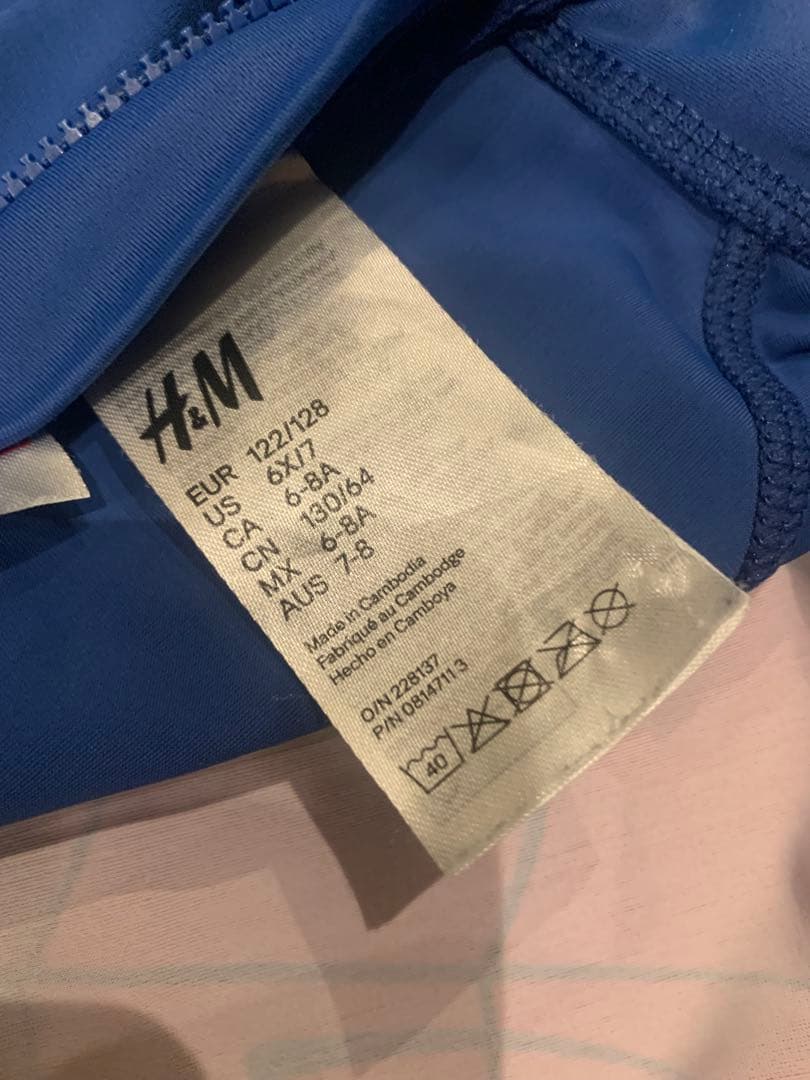 H&M
EUR 122/128
US 6X/7
CA 6-8A
CN 130/64
MX 6-8A
AUS 7-8
Made in Cambodia
Fabriqué au Cambodge
Hecho en Camboya
O/N 228137
P/N 0814711 3
40